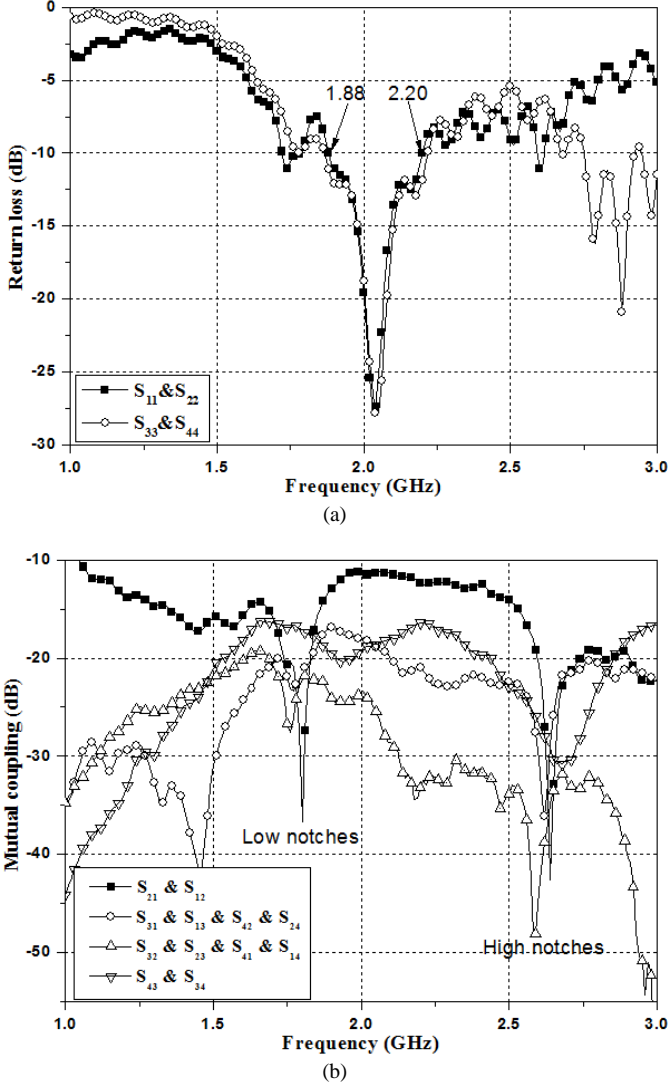 0
-5
-10
-15
-20
-25
-30
Return loss (dB)
1.88 2.20
S11&S22
S33&S44
1.0 1.5 2.0 2.5 3.0
Frequency (GHz)
(a)
-10
-20
-30
-40
-50
Mutual coupling (dB)
Low notches
High notches
S21 & S12
S31 & S13 & S42 & S24
S32 & S23 & S41 & S14
S43 & S34
1.0 1.5 2.0 2.5 3.0
Frequency (GHz)
(b)